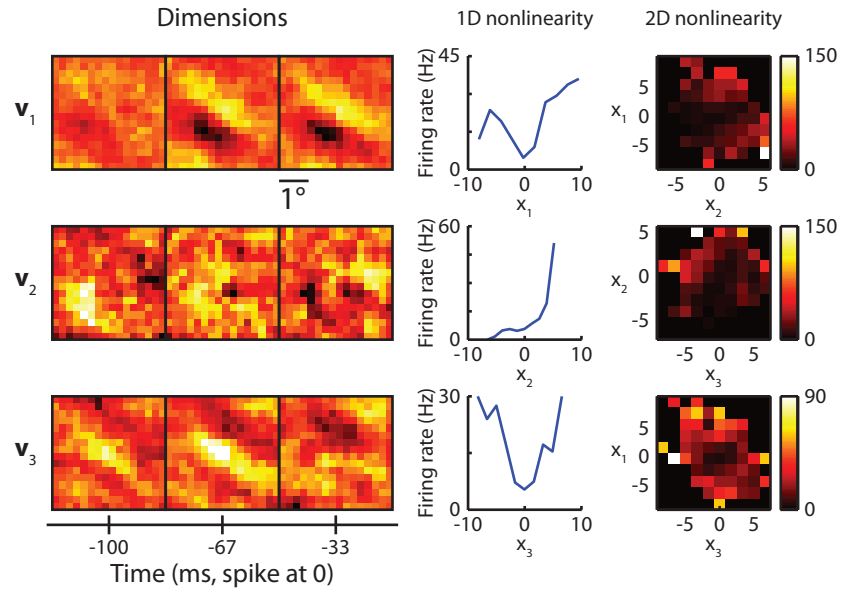 Dimensions 1D nonlinearity 2D nonlinearity
v1
1°
Firing rate (Hz)
45
0
-10 0 10
x1
x1
5
0
-5
-5 0 5
x2
150
0
v2
Firing rate (Hz)
60
0
-10 0 10
x2
x2
5
0
-5
-5 0 5
x3
150
0
v3
Firing rate (Hz)
30
0
-10 0 10
x3
x1
5
0
-5
-5 0 5
x3
90
0
-100 -67 -33
Time (ms, spike at 0)